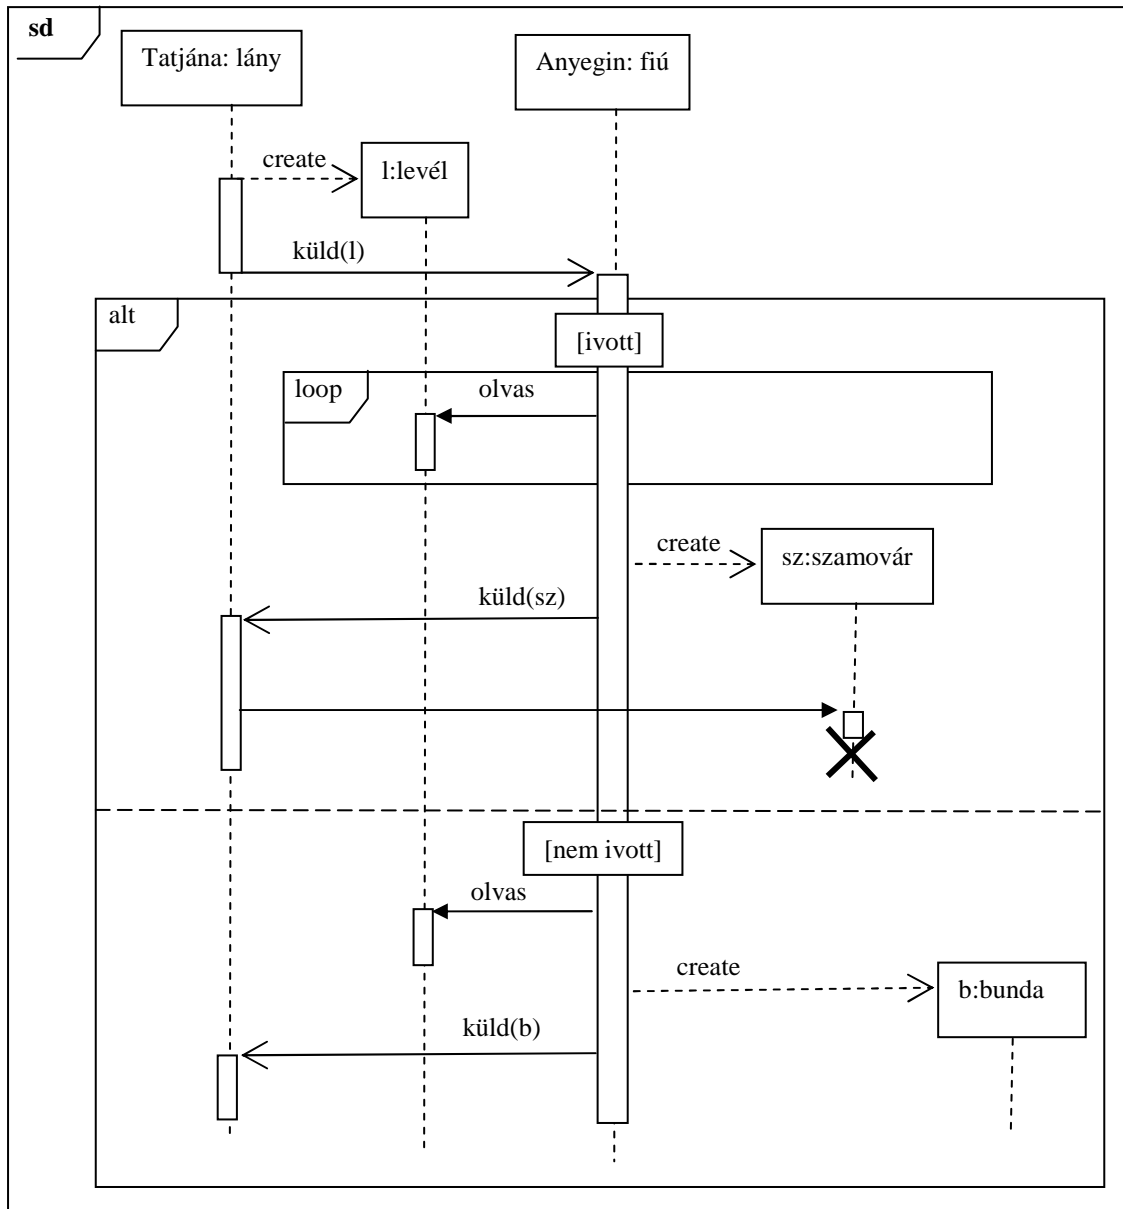 sd
Tatjána: lány
Anyegin: fiú
create
l:levél
küld(l)
alt
[ivott]
loop
olvas
create
sz:szamovár
küld(sz)
[nem ivott]
olvas
create
b:bunda
küld(b)